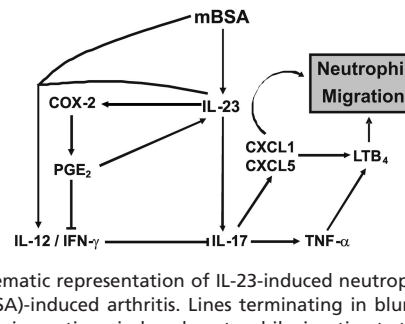 mBSA
Neutrophi
Migration
COX-2
IL-23
CXCL1
CXCL5
LTB₄
PGE₂
IL-12 / IFN-γ
IL-17
TNF-α
ematic representation of IL-23-induced neutrop
SA)-induced arthritis. Lines terminating in blun